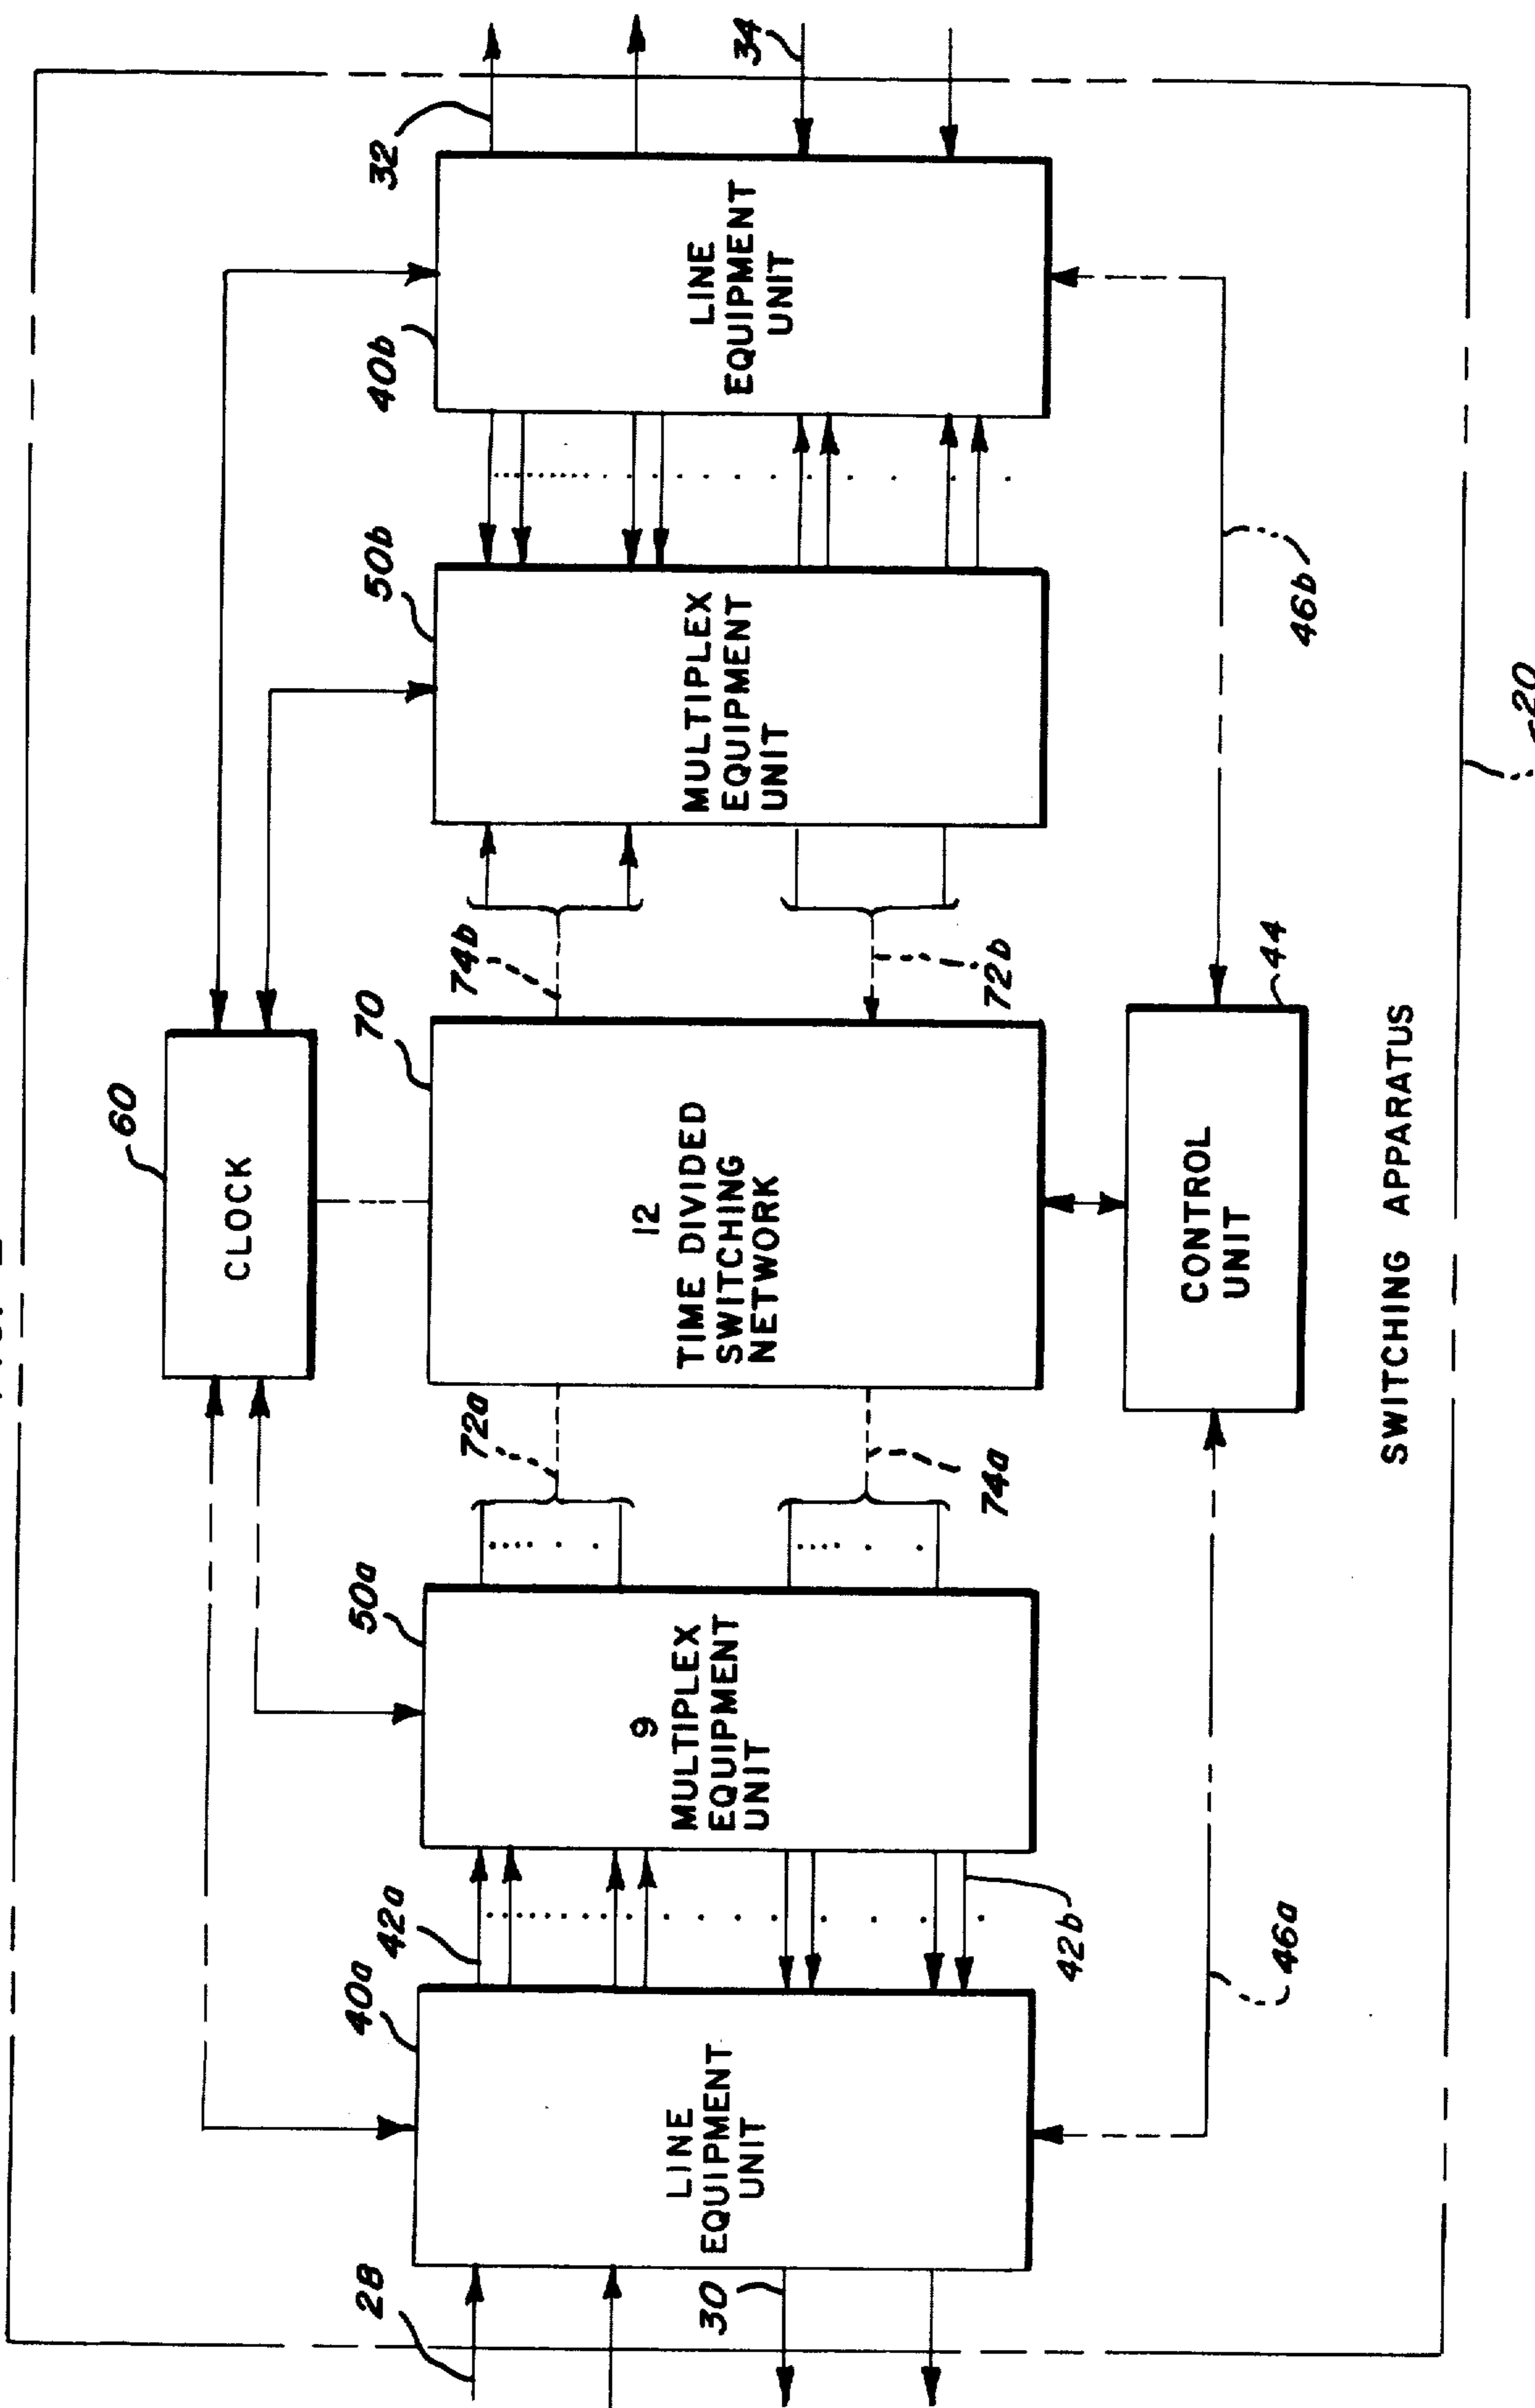 60
CLOCK
28
30
40a
LINE
EQUIPMENT
UNIT
42a
42b
50a
9
MULTIPLEX
EQUIPMENT
UNIT
72a
74a
70
12
TIME DIVIDED
SWITCHING
NETWORK
74b
72b
50b
MULTIPLEX
EQUIPMENT
UNIT
40b
LINE
EQUIPMENT
UNIT
32
34
46a
CONTROL
UNIT
44
46b
SWITCHING APPARATUS
20